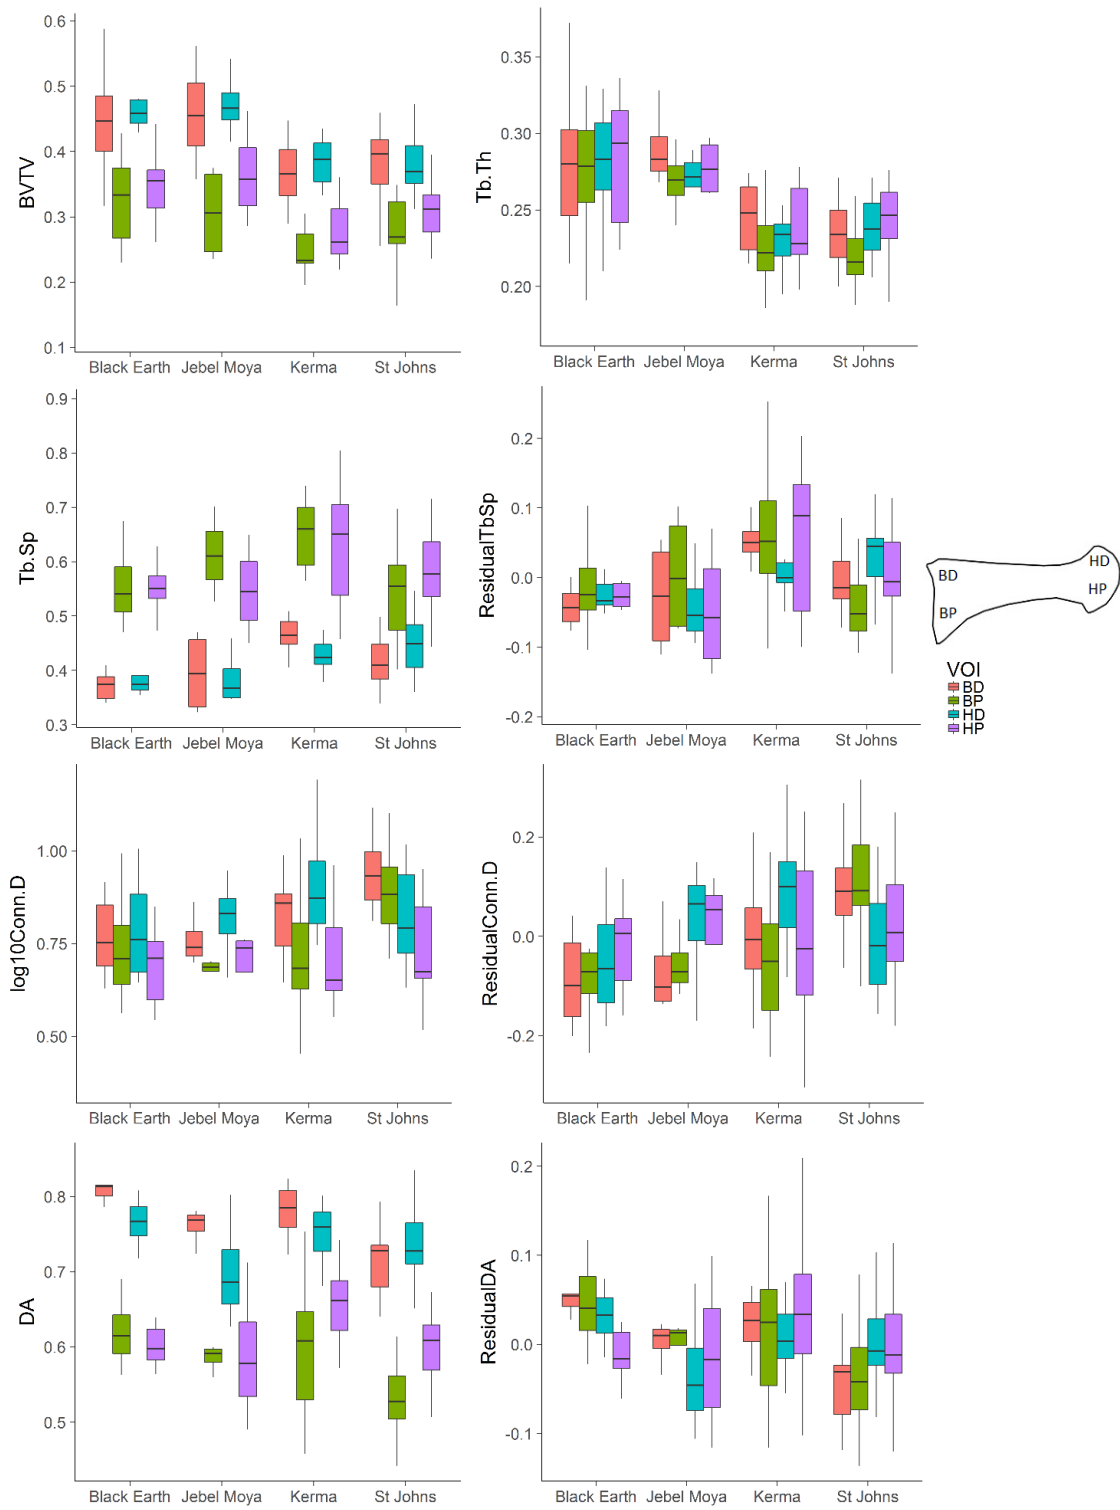 BVTV
0.6
0.5
0.4
0.3
0.2
0.1
Black Earth Jebel Moya Kerma St Johns
Tb.Th
0.35
0.30
0.25
0.20
Black Earth Jebel Moya Kerma St Johns
Tb.Sp
0.9
0.8
0.7
0.6
0.5
0.4
0.3
Black Earth Jebel Moya Kerma St Johns
ResidualTbSp
0.2
0.1
0.0
-0.1
-0.2
Black Earth Jebel Moya Kerma St Johns
BD
BP
HD
HP
VOI
BD
BP
HD
HP
log10Conn.D
1.00
0.75
0.50
Black Earth Jebel Moya Kerma St Johns
ResidualConn.D
0.2
0.0
-0.2
Black Earth Jebel Moya Kerma St Johns
DA
0.8
0.7
0.6
0.5
Black Earth Jebel Moya Kerma St Johns
ResidualDA
0.2
0.1
0.0
-0.1
Black Earth Jebel Moya Kerma St Johns